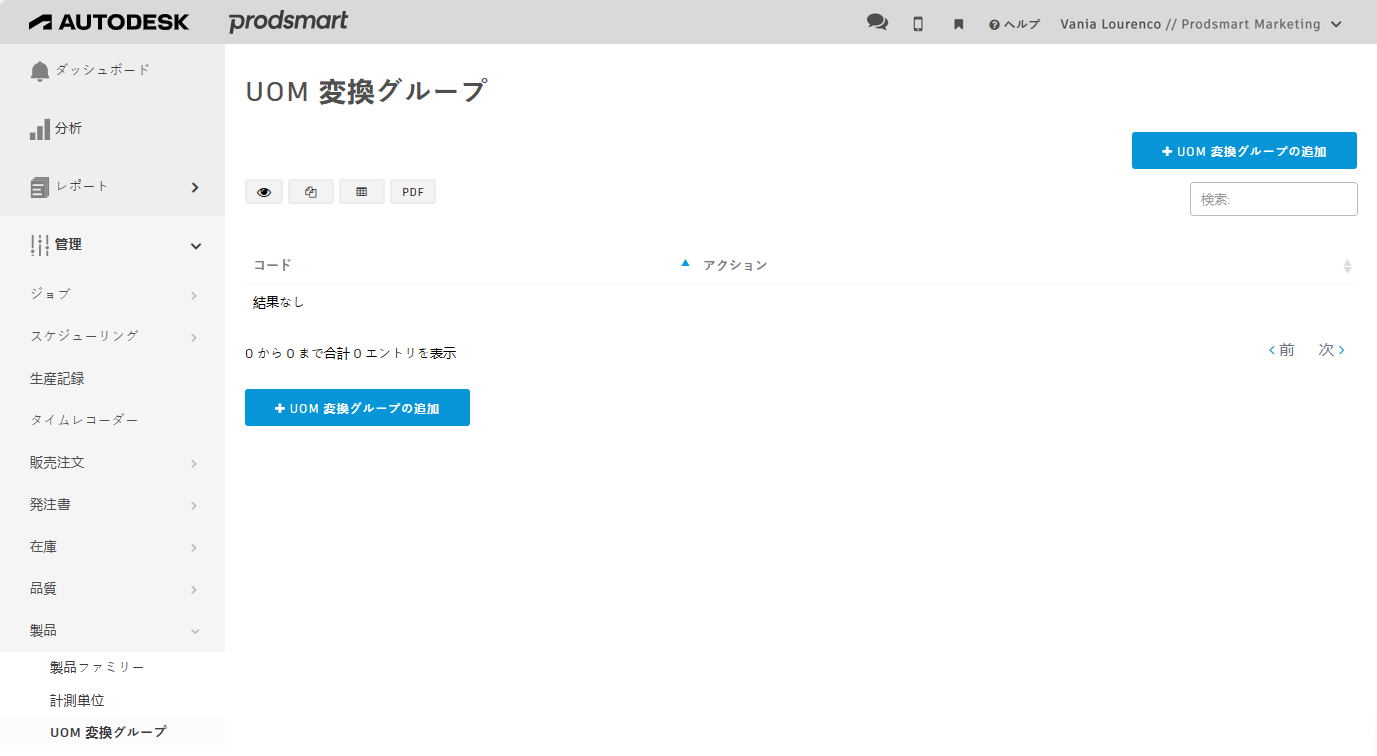 AUTODESK prodsmart ヘルプ Vania Lourenco // Prodsmart Marketing
ダッシュボード
分析
レポート
管理
ジョブ
スケジューリング
生産記録
タイムレコーダー
販売注文
発注書
在庫
品質
製品
製品ファミリー
計測単位
UOM 変換グループ
UOM 変換グループ
UOM 変換グループの追加
PDF
検索:
コード アクション
結果なし
0 から 0 まで合計 0 エントリを表示
前 次
UOM 変換グループの追加